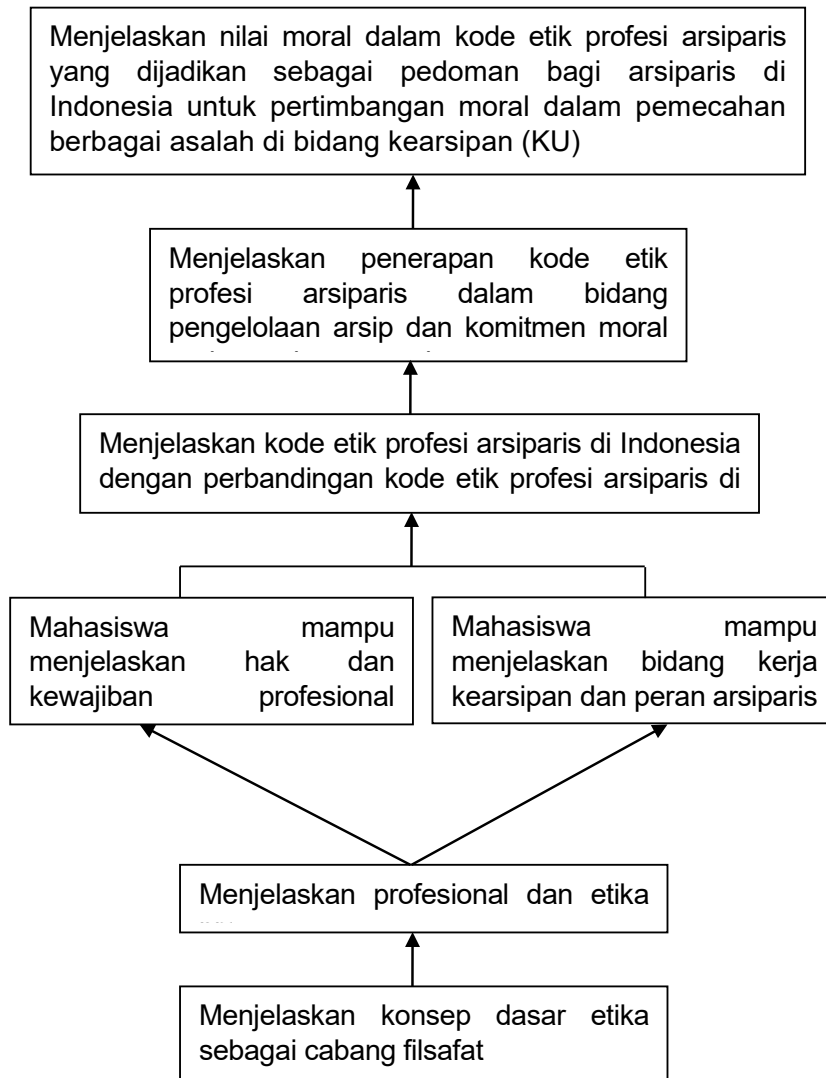 Menjelaskan nilai moral dalam kode etik profesi arsiparis
yang dijadikan sebagai pedoman bagi arsiparis di
Indonesia untuk pertimbangan moral dalam pemecahan
berbagai asalah di bidang kearsipan (KU)
Menjelaskan penerapan kode etik
profesi arsiparis dalam bidang
pengelolaan arsip dan komitmen moral
Menjelaskan kode etik profesi arsiparis di Indonesia
dengan perbandingan kode etik profesi arsiparis di
Mahasiswa mampu
menjelaskan hak dan
kewajiban profesional
Mahasiswa mampu
menjelaskan bidang kerja
kearsipan dan peran arsiparis
Menjelaskan profesional dan etika
Menjelaskan konsep dasar etika
sebagai cabang filsafat